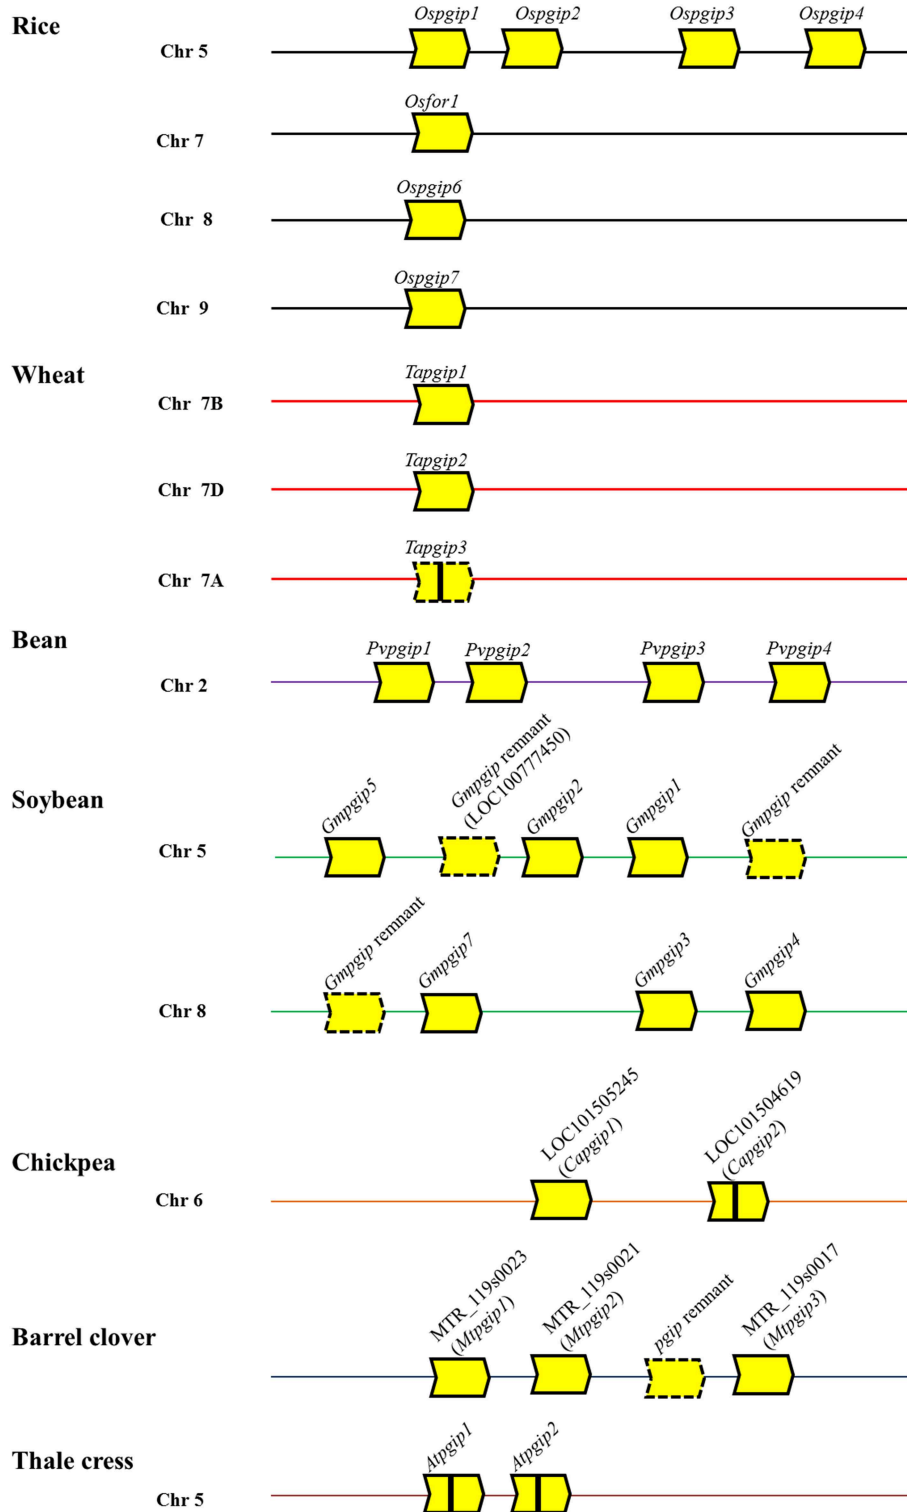 Rice
Ospgip1 Ospgip2 Ospgip3 Ospgip4
Chr 5
Osfor1
Chr 7
Ospgip6
Chr 8
Ospgip7
Chr 9
Wheat
Tapgip1
Chr 7B
Tapgip2
Chr 7D
Tapgip3
Chr 7A
Bean
Pvpgip1 Pvpgip2 Pvpgip3 Pvpgip4
Chr 2
Soybean
Gmpgip5
Gmpgip remnant
(LOC100777450)
Gmpgip2
Gmpgip1
Gmpgip remnant
Chr 5
Gmpgip remnant
Gmpgip7
Gmpgip3
Gmpgip4
Chr 8
Chickpea
LOC101505245
(Capgip1)
LOC101504619
(Capgip2)
Chr 6
Barrel clover
MTR_119s0023
(Mtpgip1)
MTR_119s0021
(Mtpgip2)
pgip remnant
MTR_119s0017
(Mtpgip3)
Thale cress
Atpgip1
Atpgip2
Chr 5